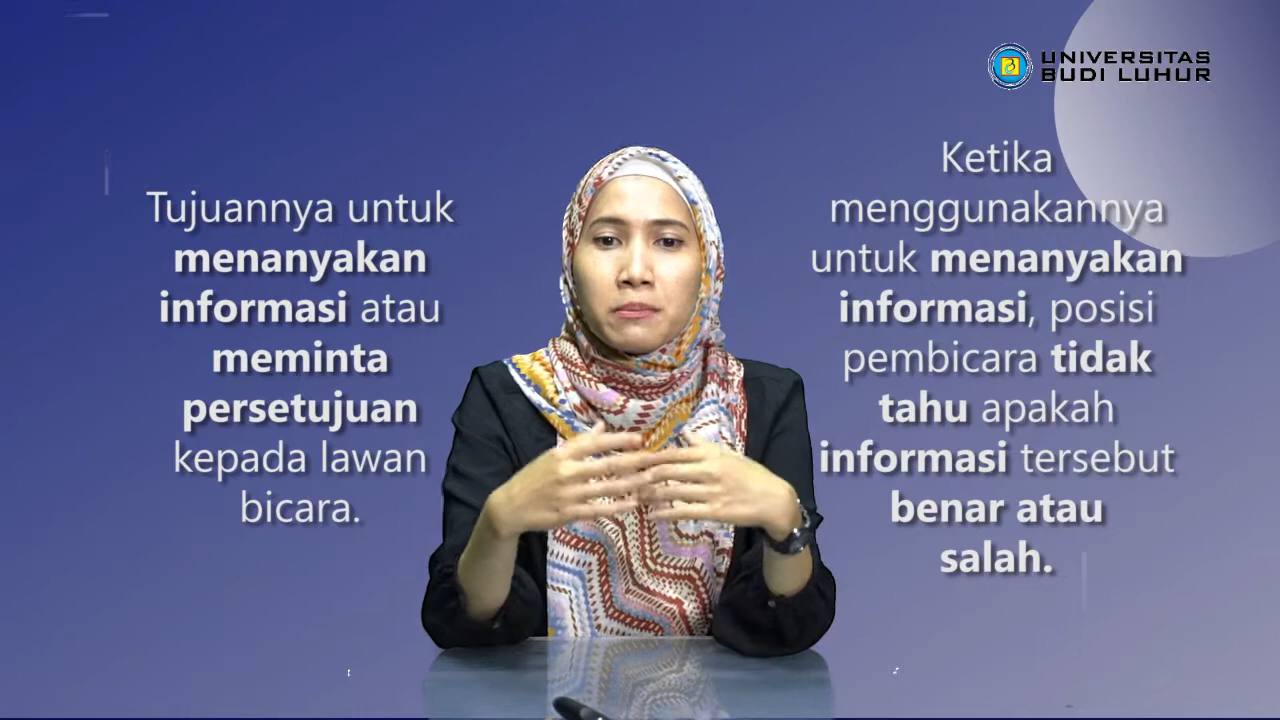 UNIVERSITAS
BUDI LUHUR
Tujuannya untuk
menanyakan
informasi atau
meminta
persetujuan
kepada lawan
bicara.
Ketika
menggunakannya
untuk menanyakan
informasi, posisi
pembicara tidak
tahu apakah
informasi tersebut
benar atau
salah.